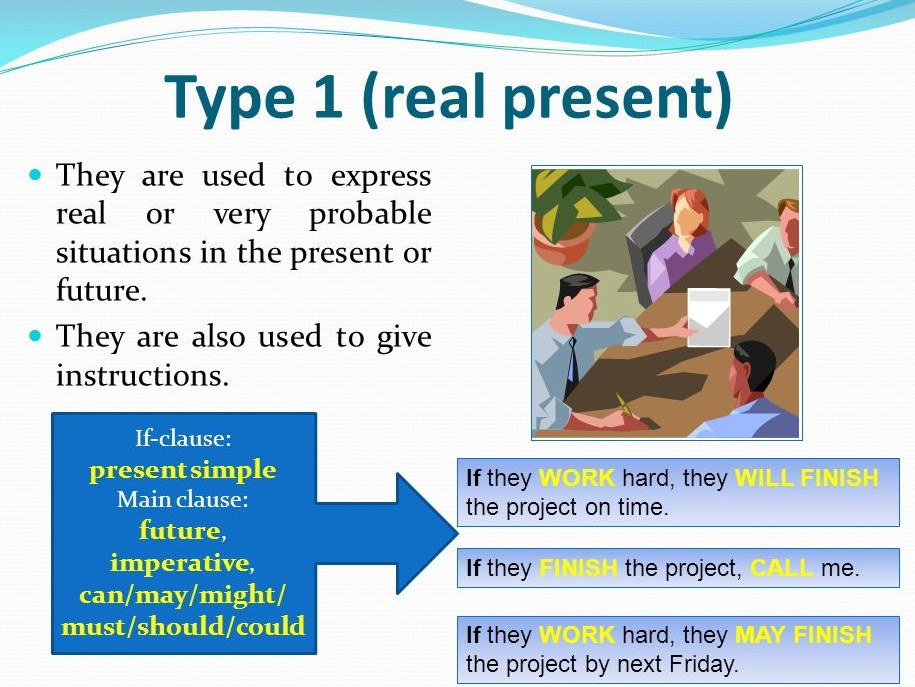 Type 1 (real present)
They are used to express
real or very probable
situations in the present or
future.
They are also used to give
instructions.
If-clause:
present simple
Main clause:
future,
imperative,
can/may/might/
must/should/could
If they WORK hard, they WILL FINISH
the project on time.
If they FINISH the project, CALL me.
If they WORK hard, they MAY FINISH
the project by next Friday.